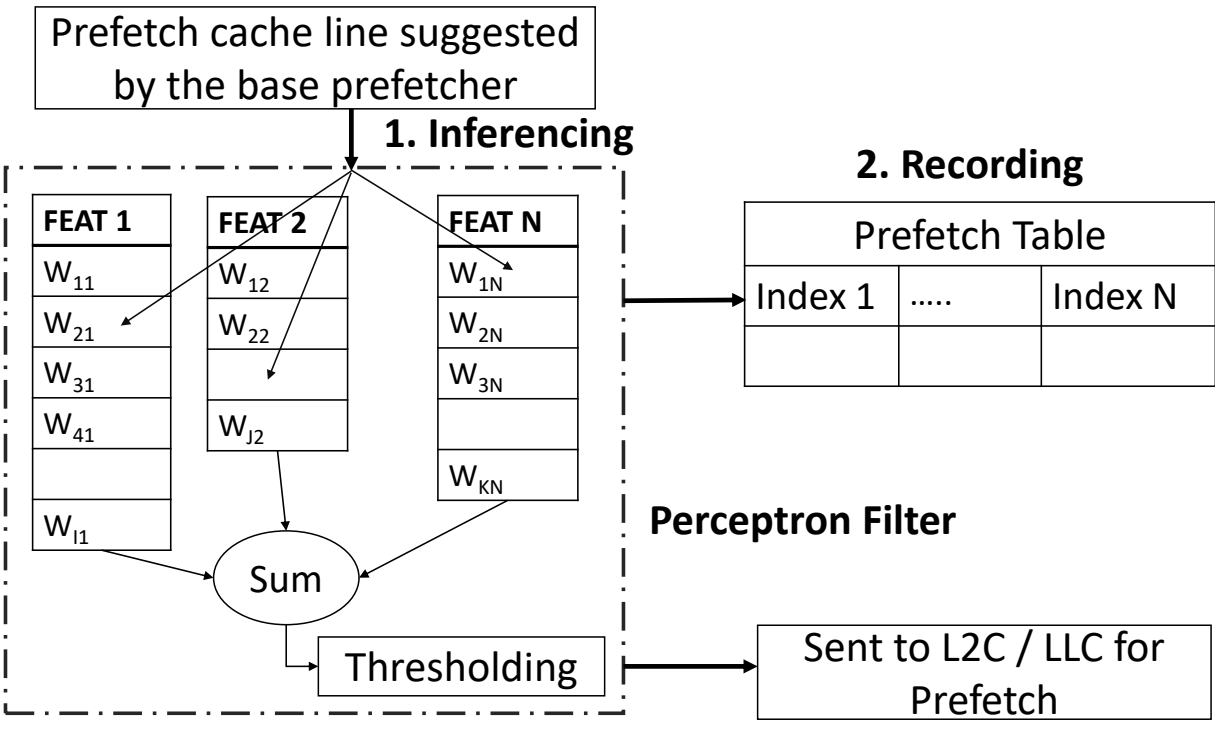 Prefetch cache line suggested
by the base prefetcher
1. Inferencing
2. Recording
FEAT 1
W11
W21
W31
W41
WI1
FEAT 2
W12
W22
WJ2
FEAT N
W1N
W2N
W3N
WKN
Prefetch Table
Index 1 ..... Index N
Perceptron Filter
Sum
Thresholding
Sent to L2C / LLC for
Prefetch